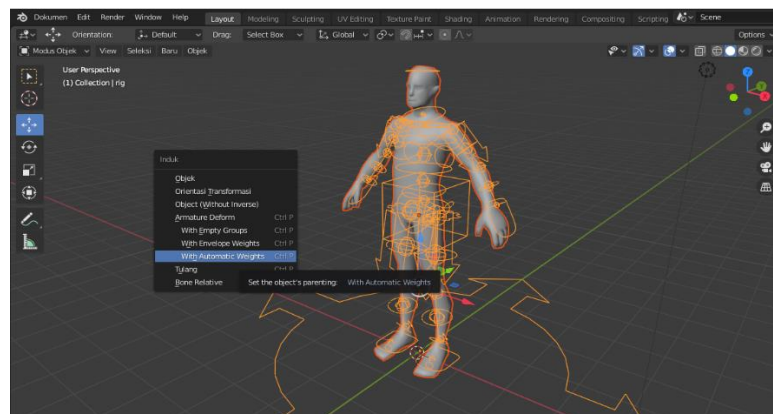 Dokumen Edit Render Window Help Layout Modeling Sculpting UV Editing Texture Paint Shading Animation Rendering Compositing Scripting Scene
Orientation: Default Drag: Select Box Global Options
Modus Objek View Seleksi Baru Objek
User Perspective
(1) Collection | rig
Induk
Objek
Orientasi Transformasi
Object (Without Inverse)
Armature Deform Ctrl P
With Empty Groups Ctrl P
With Envelope Weights Ctrl P
With Automatic Weights Ctrl P
Tulang Ctrl P
Bone Relative
Set the object's parenting: With Automatic Weights
Z
X